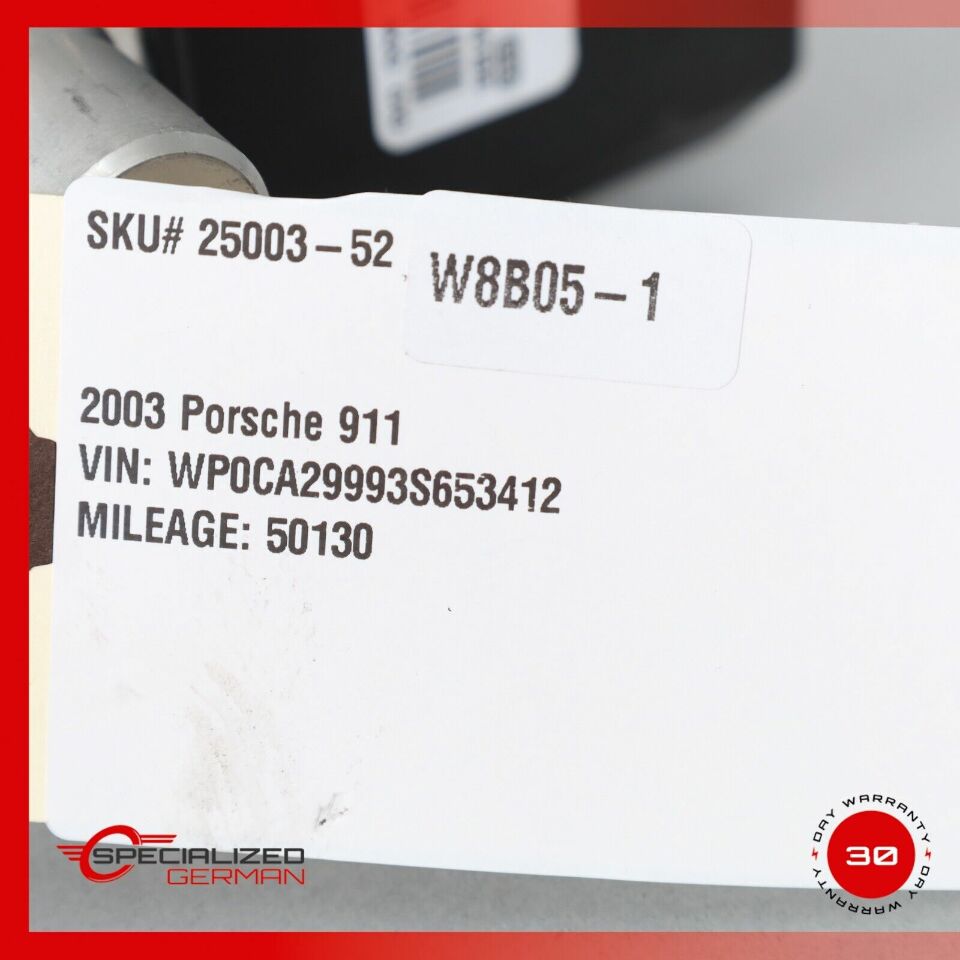 SKU# 25003-52
W8B05-1
2003 Porsche 911
VIN: WP0CA29993S653412
MILEAGE: 50130
SPECIALIZED
GERMAN
DAY WARRANTY
30
DAY WARRANTY